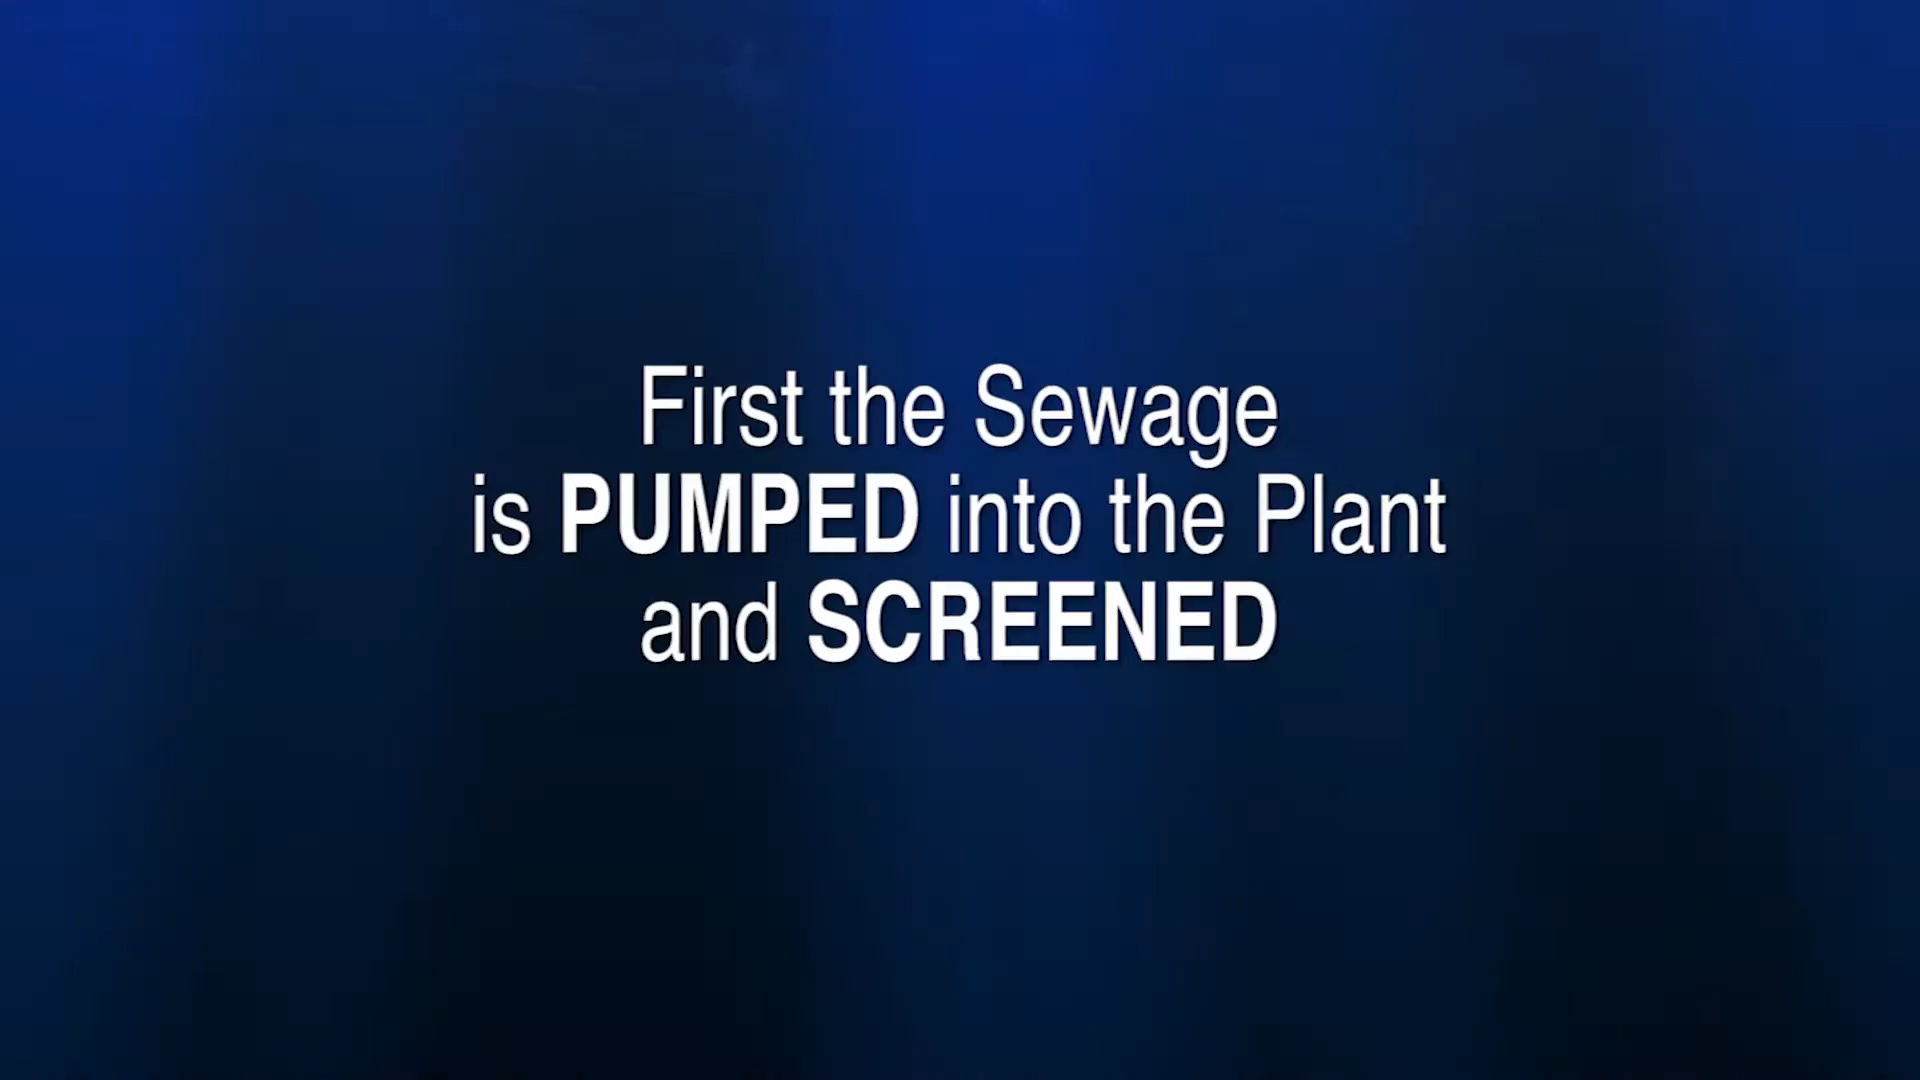 First the Sewage
is PUMPED into the Plant
and SCREENED